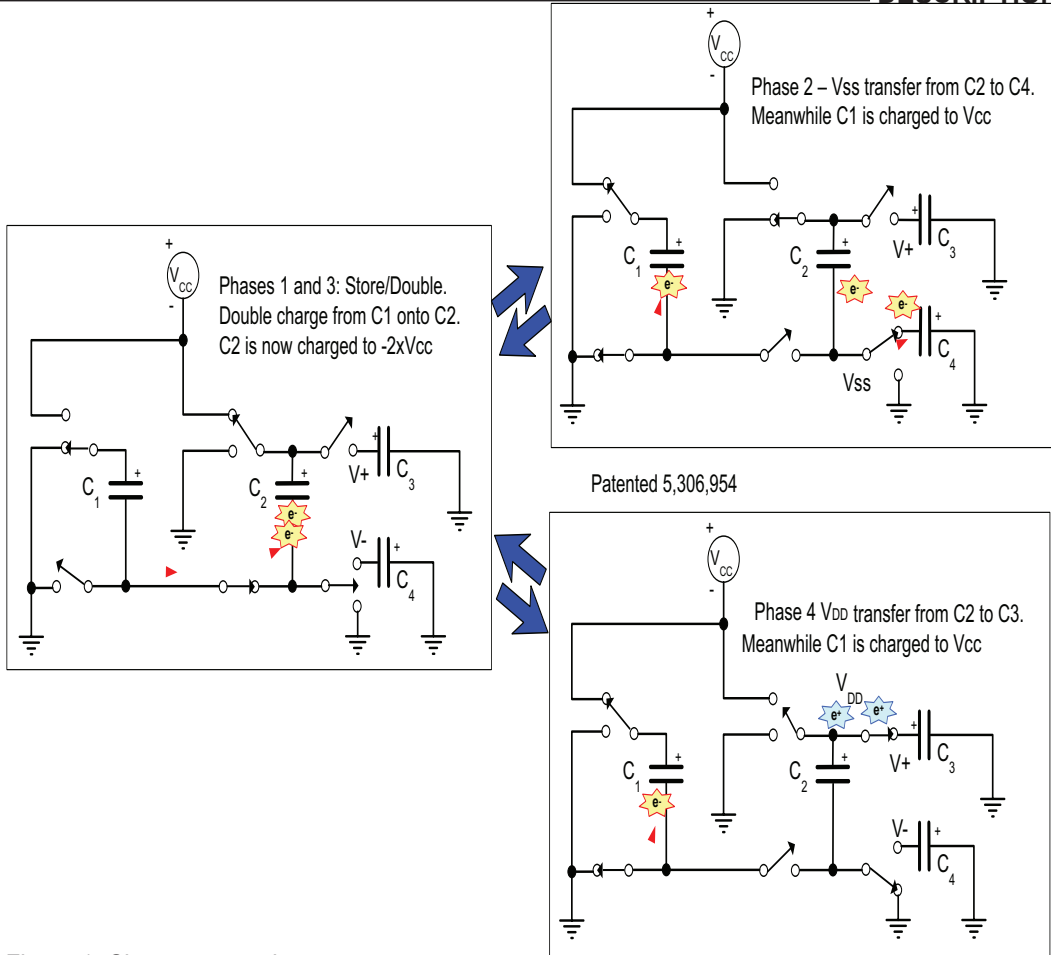 +
VCC
-
Phase 2 – Vss transfer from C2 to C4.
Meanwhile C1 is charged to Vcc
C1
+
e-
C2
+
e-
V+
+
C3
e-
+
C4
Vss
+
VCC
-
Phases 1 and 3: Store/Double.
Double charge from C1 onto C2.
C2 is now charged to -2xVcc
C1
+
C2
e-
e-
V+
+
C3
V-
+
C4
Patented 5,306,954
+
VCC
-
Phase 4 VDD transfer from C2 to C3.
Meanwhile C1 is charged to Vcc
VDD
e+
e+
C1
+
e-
C2
+
V+
+
C3
V-
+
C4